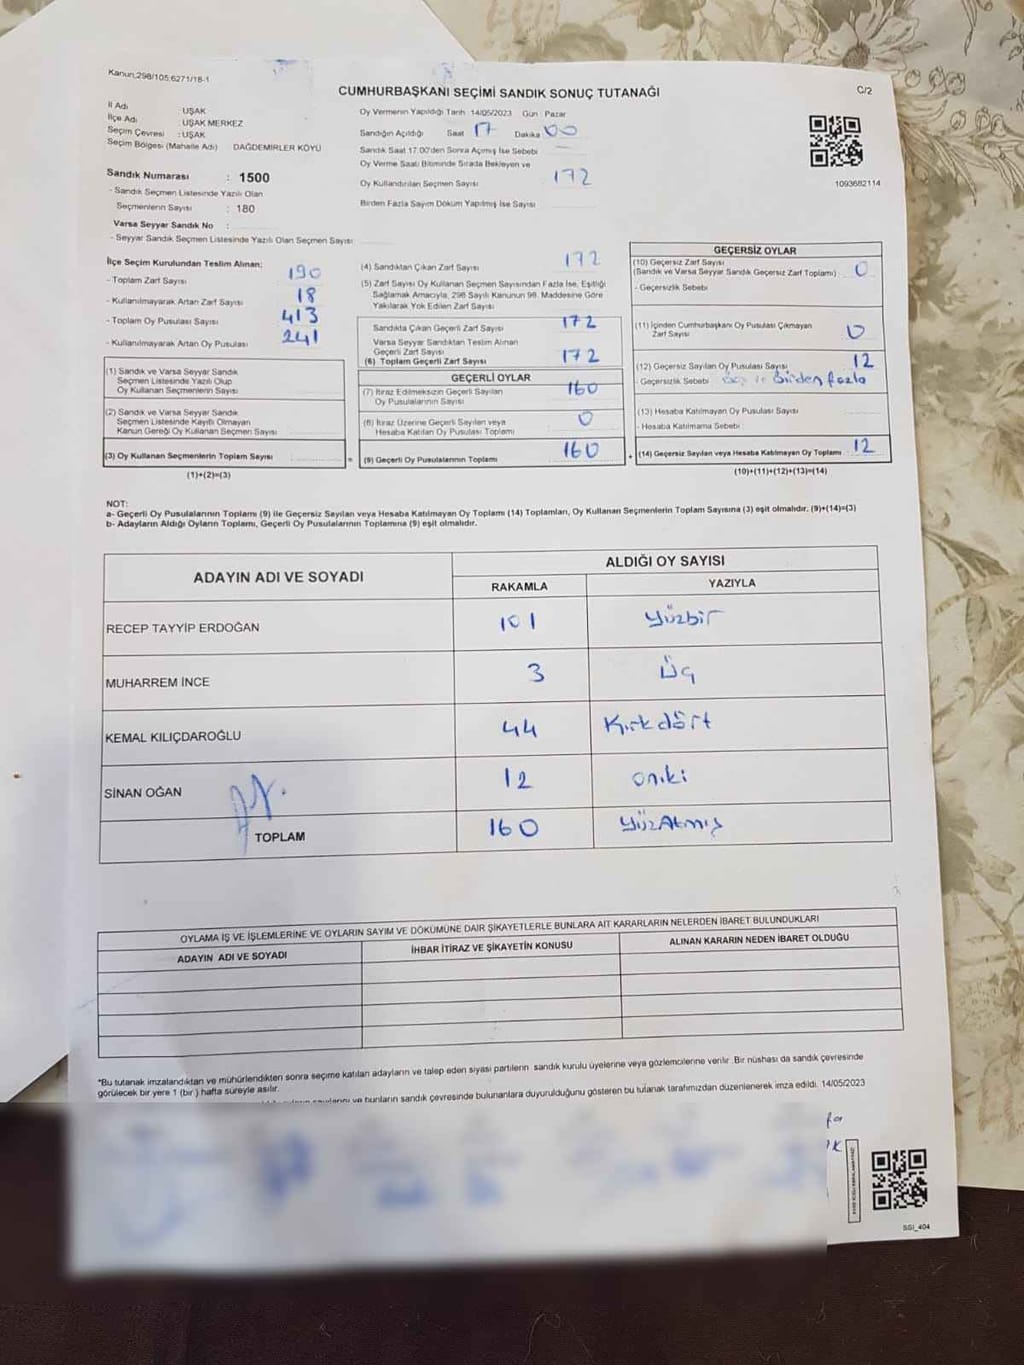 Kanun,298/105;6271/18-1
CUMHURBAŞKANI SEÇİMİ SANDIK SONUÇ TUTANAĞI
C/2
İl Adı : UŞAK
İlçe Adı : UŞAK MERKEZ
Seçim Çevresi : UŞAK
Seçim Bölgesi (Mahalle Adı) DAĞDEMİRLER KÖYÜ
Sandık Numarası : 1500
- Sandık Seçmen Listesinde Yazılı Olan
Seçmenlerin Sayısı : 180
Varsa Seyyar Sandık No :
- Seyyar Sandık Seçmen Listesinde Yazılı Olan Seçmen Sayısı
Oy Vermenin Yapıldığı Tarih 14/05/2023 Gün : Pazar
Sandığın Açıldığı Saat 17 Dakika 00
Sandık Saat 17.00'den Sonra Açılmış İse Sebebi
Oy Verme Saati Bitiminde Sırada Bekleyen ve
Oy Kullandırılan Seçmen Sayısı 172
Birden Fazla Sayım Döküm Yapılmış İse Sayısı
1093682114
İlçe Seçim Kurulundan Teslim Alınan;
- Toplam Zarf Sayısı 190
- Kullanılmayarak Artan Zarf Sayısı 18
- Toplam Oy Pusulası Sayısı 413
- Kullanılmayarak Artan Oy Pusulası 241
(1) Sandık ve Varsa Seyyar Sandık
Seçmen Listesinde Yazılı Olup
Oy Kullanan Seçmenlerin Sayısı
(2) Sandık ve Varsa Seyyar Sandık
Seçmen Listesinde Kayıtlı Olmayan
Kanun Gereği Oy Kullanan Seçmen Sayısı
(3) Oy Kullanan Seçmenlerin Toplam Sayısı
=
(1)+(2)=(3)
(4) Sandıktan Çıkan Zarf Sayısı 172
(5) Zarf Sayısı Oy Kullanan Seçmen Sayısından Fazla İse, Eşitliği
Sağlamak Amacıyla, 298 Sayılı Kanunun 98. Maddesine Göre
Yakılarak Yok Edilen Zarf Sayısı
Sandıkta Çıkan Geçerli Zarf Sayısı 172
Varsa Seyyar Sandıktan Teslim Alınan
Geçerli Zarf Sayısı
(6) Toplam Geçerli Zarf Sayısı 172
GEÇERLİ OYLAR
(7) İtiraz Edilmeksizin Geçerli Sayılan
Oy Pusulalarının Sayısı 160
(8) İtiraz Üzerine Geçerli Sayılan veya
Hesaba Katılan Oy Pusulası Toplamı 0
(9) Geçerli Oy Pusulalarının Toplamı 160
+
GEÇERSİZ OYLAR
(10) Geçersiz Zarf Sayısı
(Sandık ve Varsa Seyyar Sandık Geçersiz Zarf Toplamı) 0
- Geçersizlik Sebebi
(11) İçinden Cumhurbaşkanı Oy Pusulası Çıkmayan
Zarf Sayısı 0
(12) Geçersiz Sayılan Oy Pusulası Sayısı 12
- Geçersizlik Sebebi Birden fazla
(13) Hesaba Katılmayan Oy Pusulası Sayısı
- Hesaba Katılmama Sebebi
(14) Geçersiz Sayılan veya Hesaba Katılmayan Oy Toplamı 12
(10)+(11)+(12)+(13)=(14)
NOT:
a- Geçerli Oy Pusulalarının Toplamı (9) ile Geçersiz Sayılan veya Hesaba Katılmayan Oy Toplamı (14) Toplamları, Oy Kullanan Seçmenlerin Toplam Sayısına (3) eşit olmalıdır. (9)+(14)=(3)
b- Adayların Aldığı Oyların Toplamı, Geçerli Oy Pusulalarının Toplamına (9) eşit olmalıdır.
ADAYIN ADI VE SOYADI
ALDIĞI OY SAYISI
RAKAMLA YAZIYLA
RECEP TAYYİP ERDOĞAN 101 Yüzbir
MUHARREM İNCE 3 Üç
KEMAL KILIÇDAROĞLU 44 Kırkdört
SİNAN OĞAN 12 oniki
TOPLAM 160 YüzAtmış
OYLAMA İŞ VE İŞLEMLERİNE VE OYLARIN SAYIM VE DÖKÜMÜNE DAİR ŞİKAYETLERLE BUNLARA AİT KARARLARIN NELERDEN İBARET BULUNDUKLARI
ADAYIN ADI VE SOYADI İHBAR İTİRAZ VE ŞİKAYETİN KONUSU ALINAN KARARIN NEDEN İBARET OLDUĞU
*Bu tutanak imzalandıktan ve mühürlendikten sonra seçime katılan adayların ve talep eden siyasi partilerin sandık kurulu üyelerine veya gözlemcilerine verilir. Bir nüshası da sandık çevresinde
görülecek bir yere 1 (bir) hafta süreyle asılır.
ve bunların sandık çevresinde bulunanlara duyurulduğunu gösteren bu tutanak tarafımızdan düzenlenerek imza edildi. 14/05/2023
SGİ_404